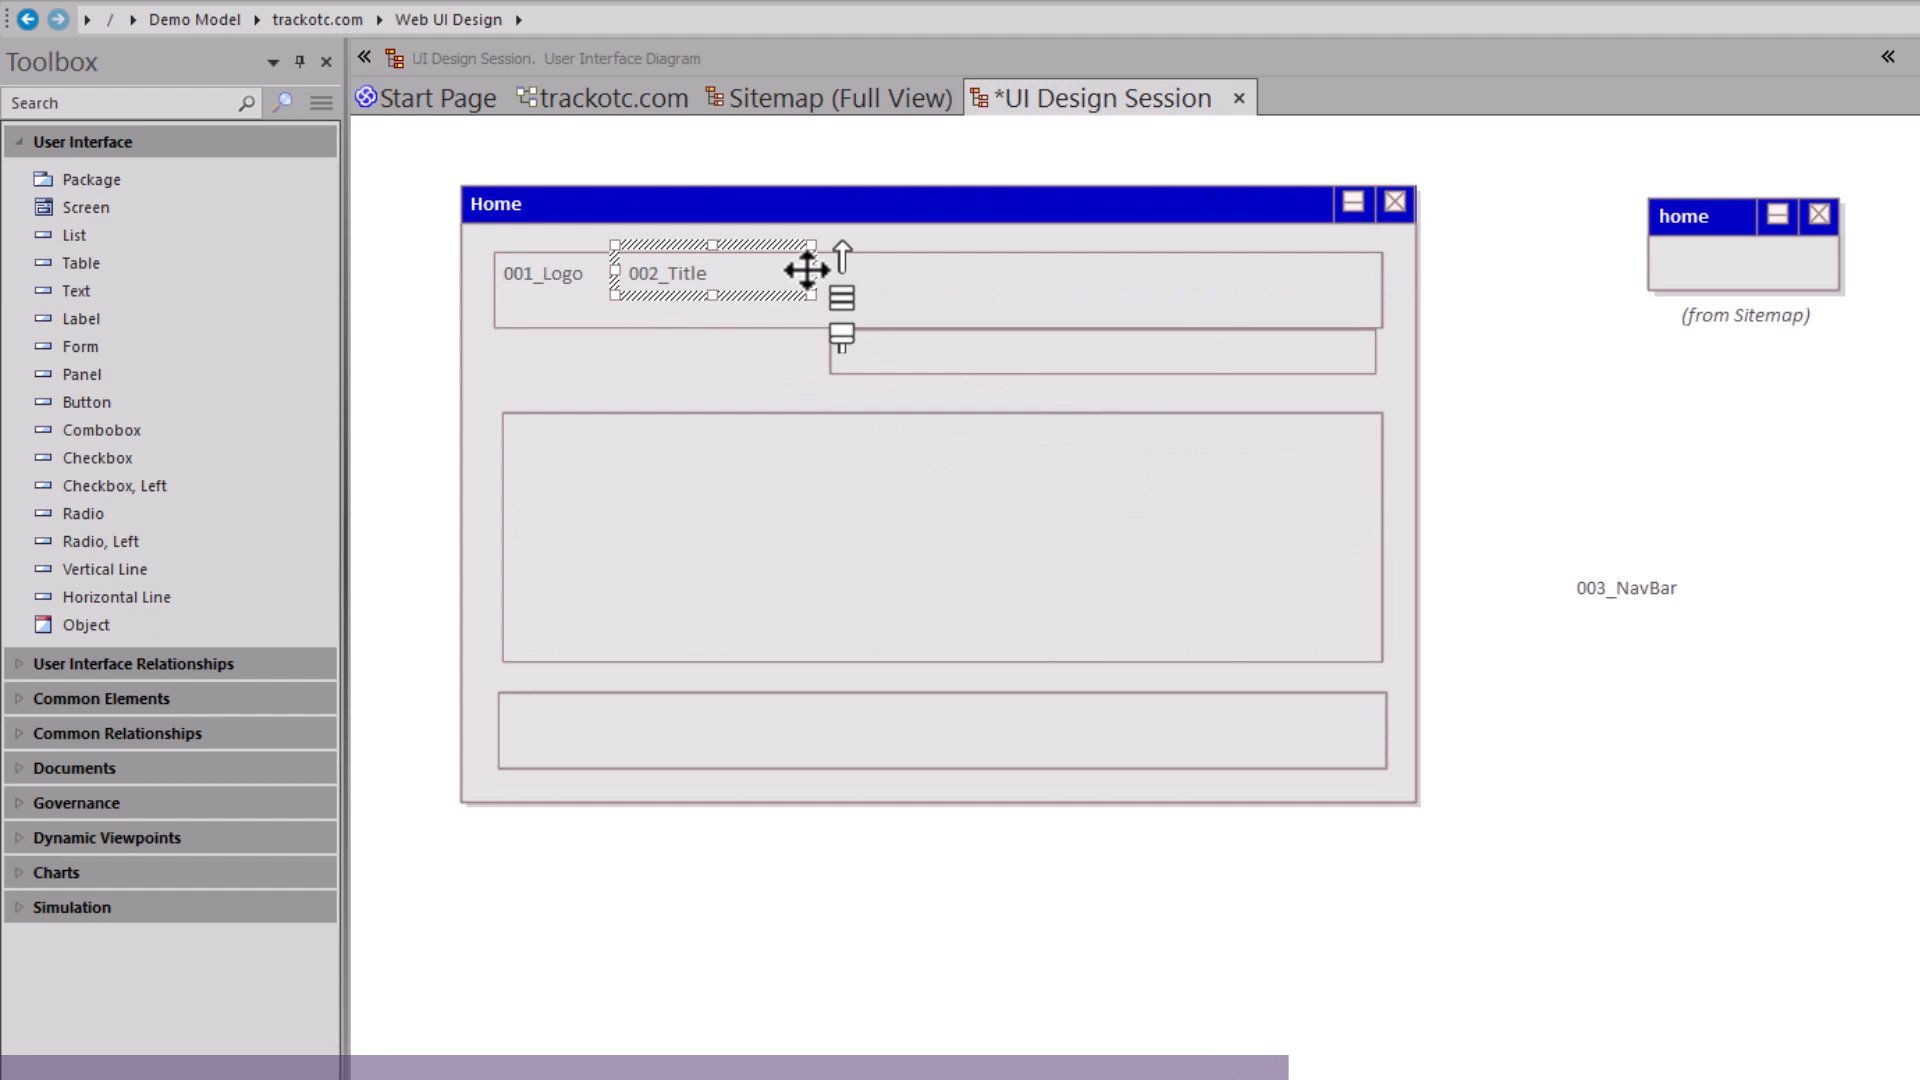 / Demo Model trackotc.com Web UI Design
Toolbox
UI Design Session. User Interface Diagram
Search
Start Page
trackotc.com
Sitemap (Full View)
*UI Design Session
User Interface
Package
Screen
List
Table
Text
Label
Form
Panel
Button
Combobox
Checkbox
Checkbox, Left
Radio
Radio, Left
Vertical Line
Horizontal Line
Object
User Interface Relationships
Common Elements
Common Relationships
Documents
Governance
Dynamic Viewpoints
Charts
Simulation
Home
001_Logo
002_Title
home
(from Sitemap)
003_NavBar